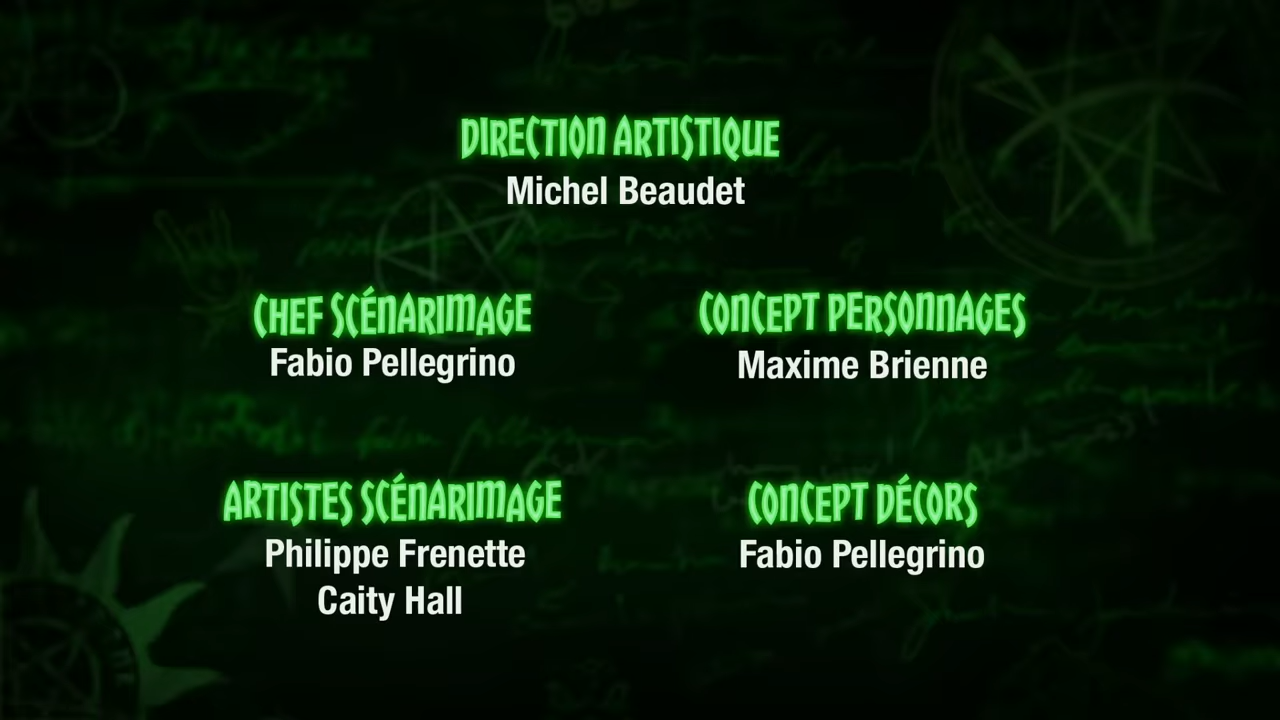 DIRECTION ARTISTIQUE
Michel Beaudet
CHEF SCÉNARIMAGE
Fabio Pellegrino
CONCEPT PERSONNAGES
Maxime Brienne
ARTISTES SCÉNARIMAGE
Philippe Frenette
Caity Hall
CONCEPT DÉCORS
Fabio Pellegrino